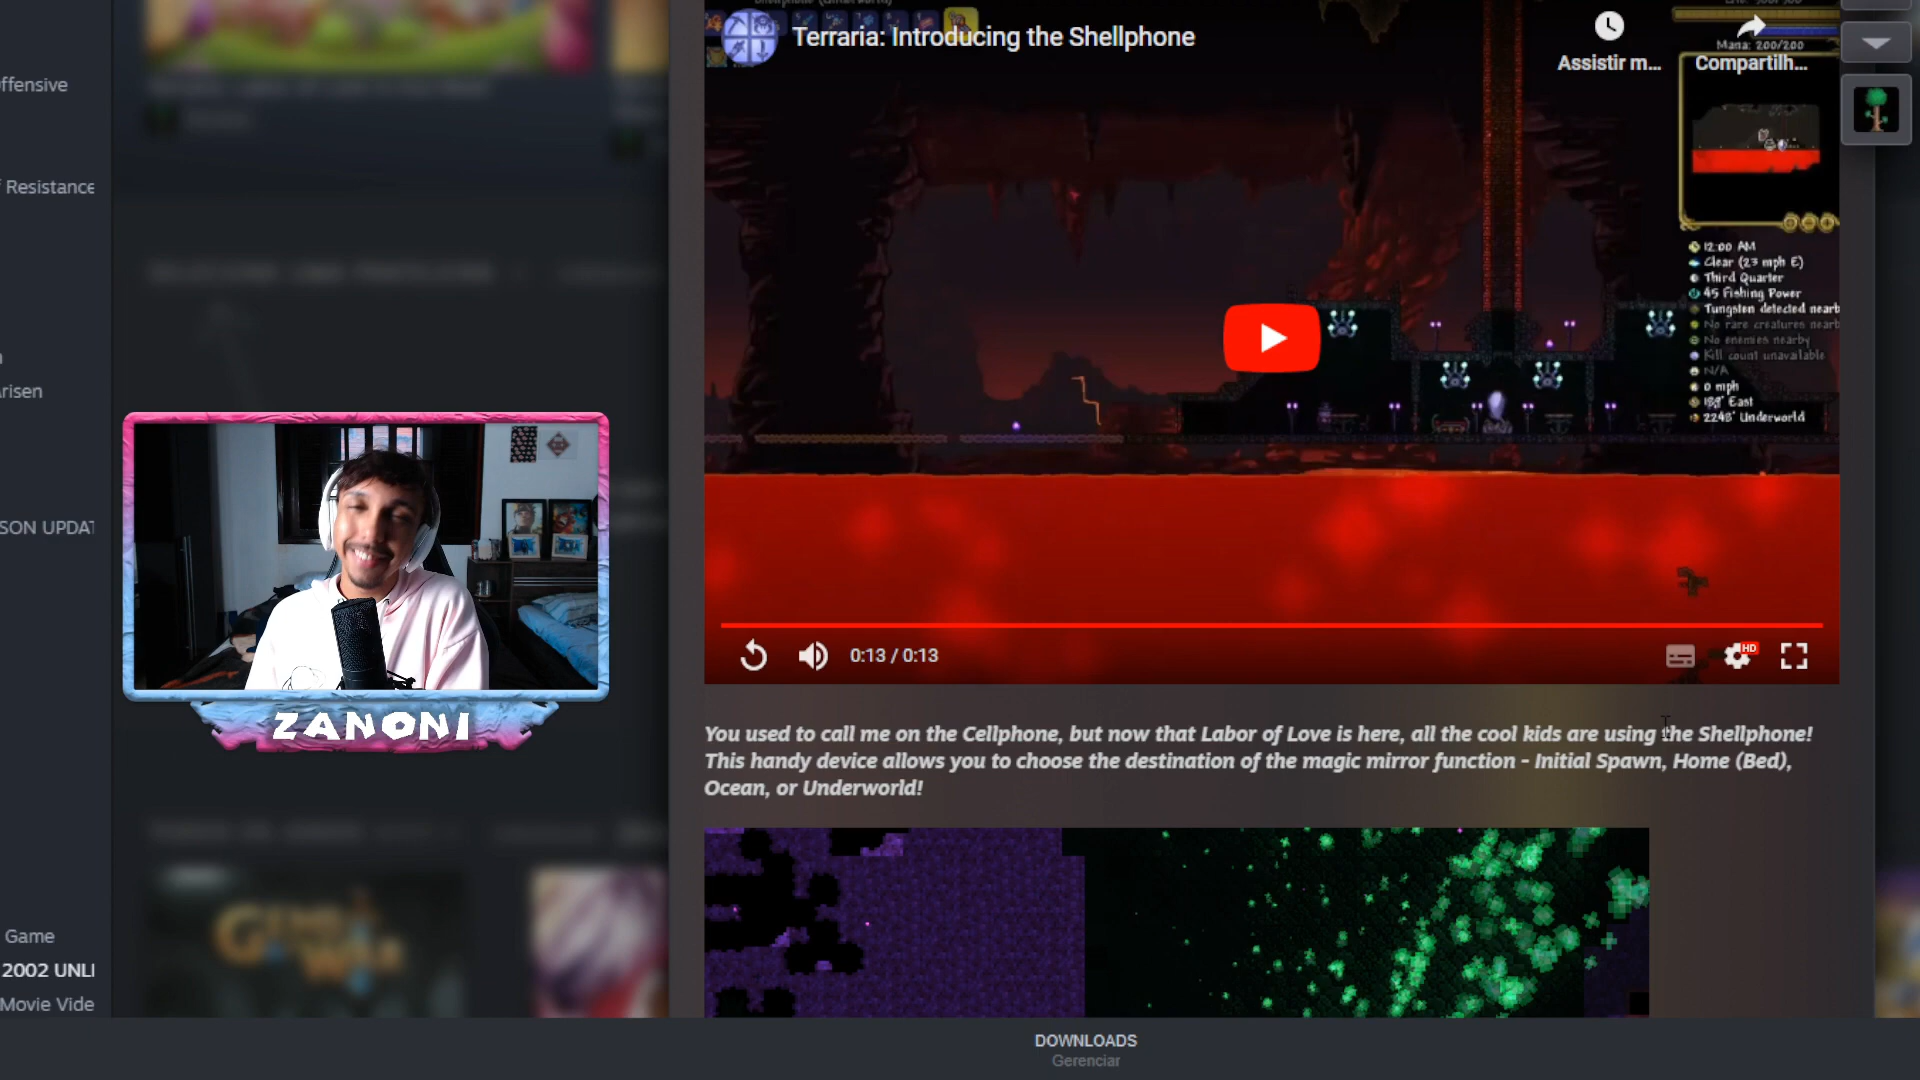 ffensive
Resistance
risen
SON UPDAT
Game
2002 UNLI
Movie Vide
ZANONI
Terraria: Introducing the Shellphone
Assistir m...
Compartilh...
Mana: 200/200
12:00 AM
Clear (23 mph E)
Third Quarter
45 Fishing Power
Tungsten detected nearb
No rare creatures nearb
No enemies nearby
Kill count unavailable
N/A
0 mph
East
2248' Underworld
0:13 / 0:13
HD
You used to call me on the Cellphone, but now that Labor of Love is here, all the cool kids are using the Shellphone!
This handy device allows you to choose the destination of the magic mirror function - Initial Spawn, Home (Bed),
Ocean, or Underworld!
GEMS
WAR
DOWNLOADS
Gerenciar